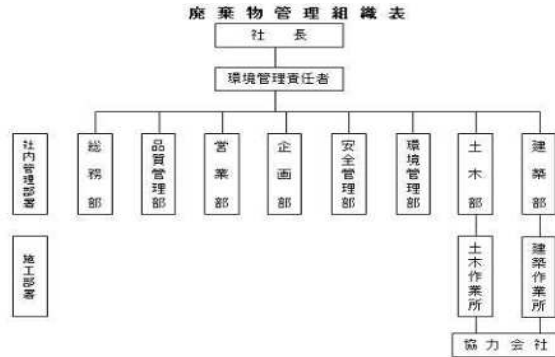 廃棄物管理組織表
社長
環境管理責任者
社内管理部署
総務部
品質管理部
営業部
企画部
安全管理部
環境管理部
土木部
建築部
施工部署
土木作業所
建築作業所
協力会社